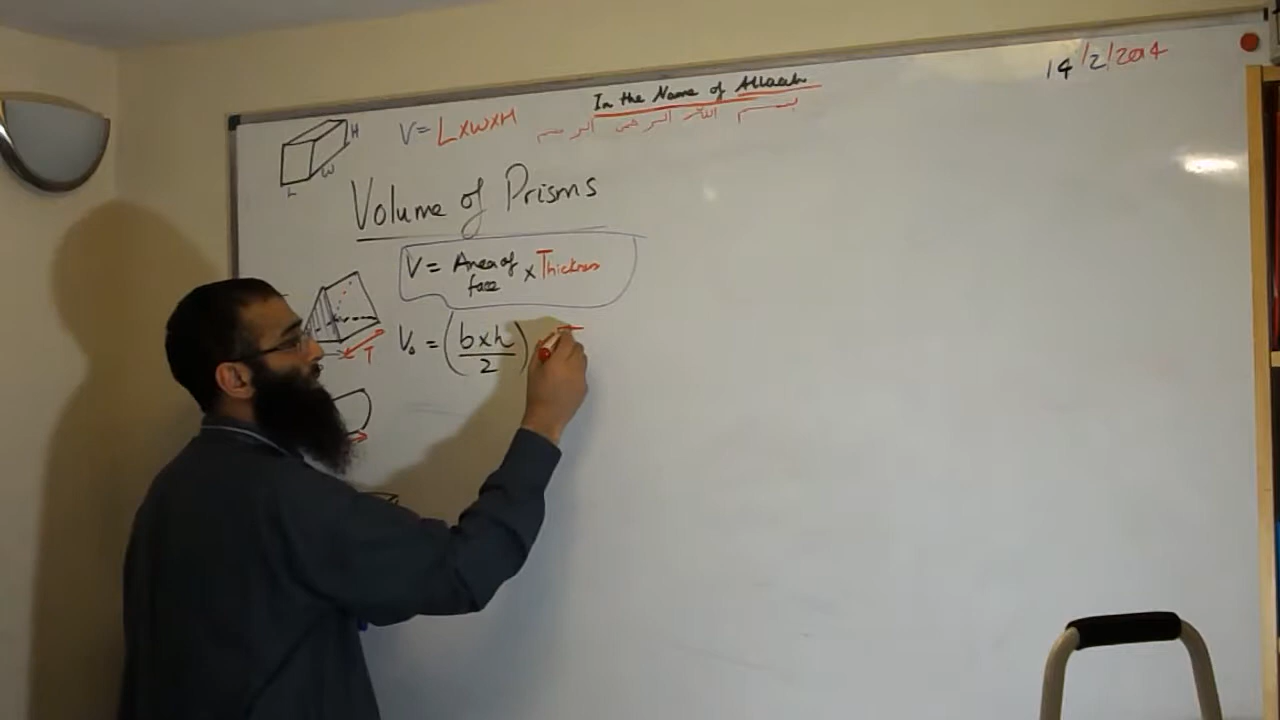 14/2/2014
In the Name of Allaah
V = L x W x H
بسم الله الرحمن الرحيم
H
W
L
Volume of Prisms
V = Area of face x Thickness
T
V. = (b x h / 2) T